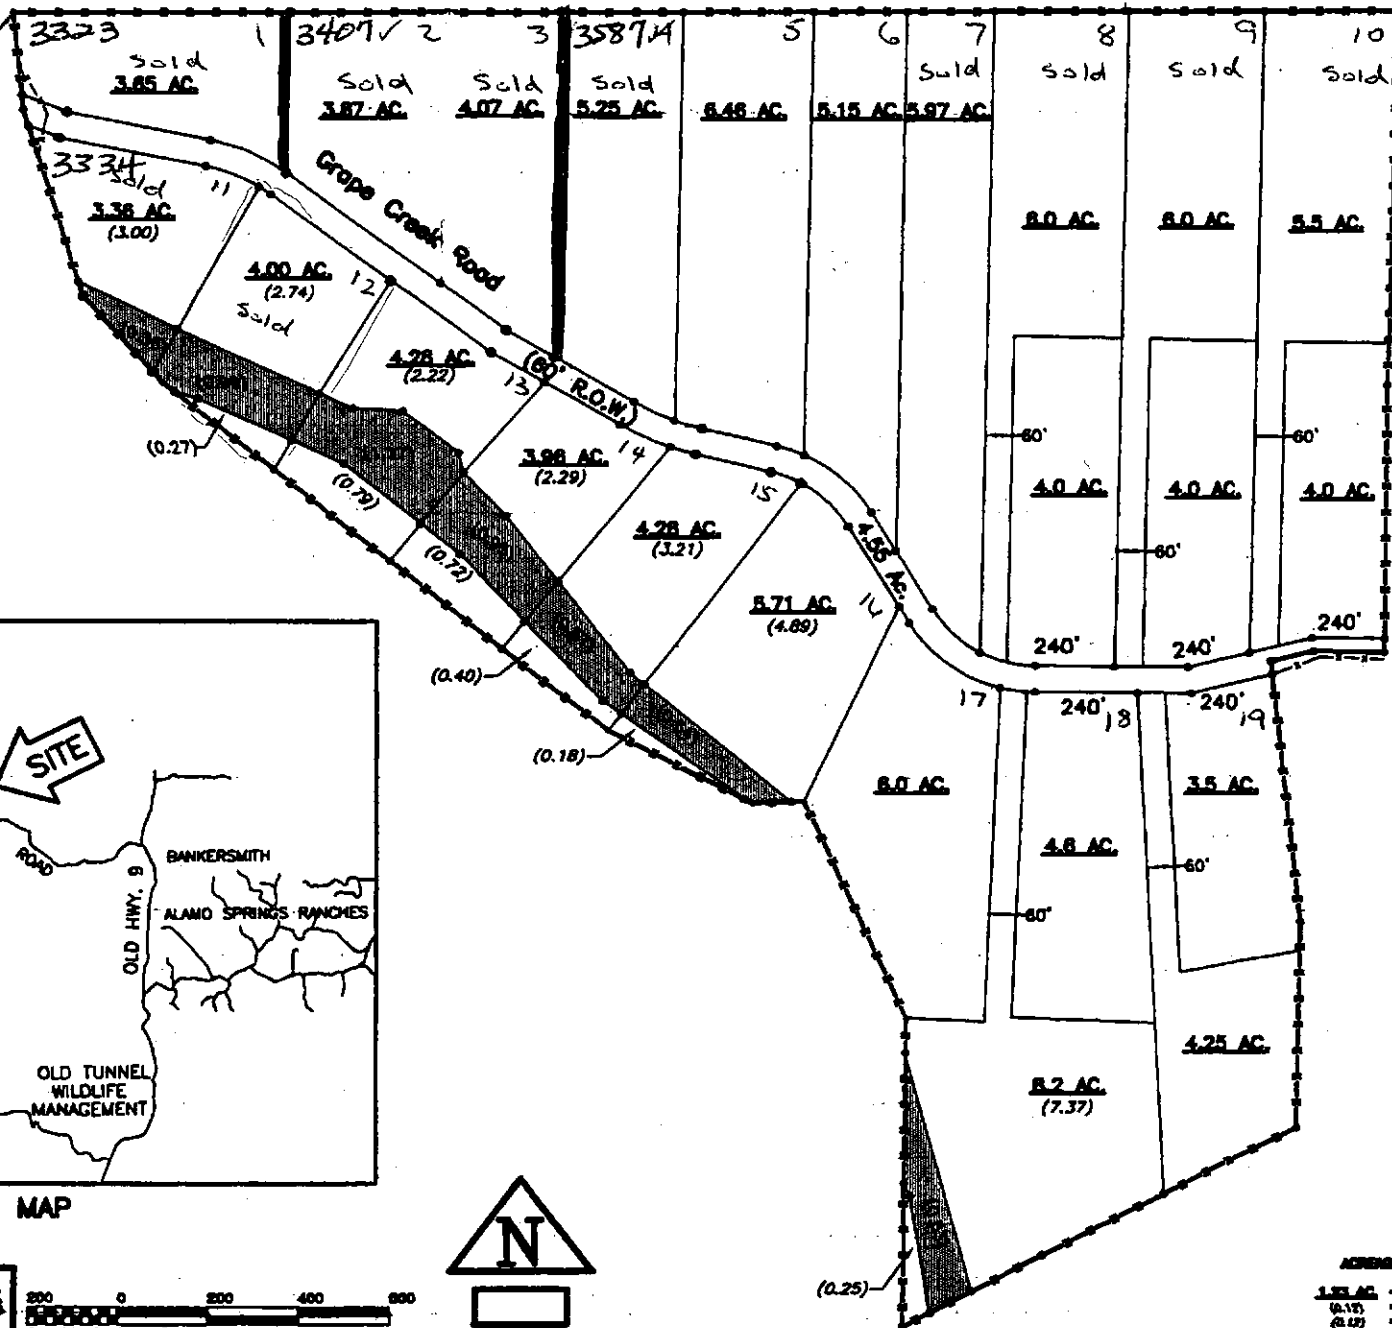 3323 1 3407✓ 2 3 3587 5 6 7 8 9 10
Sold Sold Sold Sold Sold Sold Sold Sold
3.65 AC. 3.87 AC. 4.07 AC. 5.25 AC. 6.46 AC. 5.15 AC. 5.97 AC.
6.0 AC. 6.0 AC. 5.5 AC.
Grape Creek Road
3334
Sold
11
3.36 AC.
(3.00)
4.00 AC.
(2.74)
Sold
12
4.28 AC.
(2.22)
13
(60' R.O.W.)
3.98 AC.
(2.29)
14
4.28 AC.
(3.21)
15
5.71 AC.
(4.89)
16
4.55 AC.
60' 60'
4.0 AC. 4.0 AC. 4.0 AC.
60'
240' 240' 240'
17 240' 18 240' 19
(0.27)
(0.79)
(0.72)
(0.40)
(0.18)
6.0 AC.
3.5 AC.
4.6 AC.
60'
60'
4.25 AC.
8.2 AC.
(7.37)
(0.25)
SITE
ROAD
BANKERSMITH
OLD HWY. 9
ALAMO SPRINGS RANCHES
OLD TUNNEL
WILDLIFE
MANAGEMENT
MAP
N
200 0 200 400 600